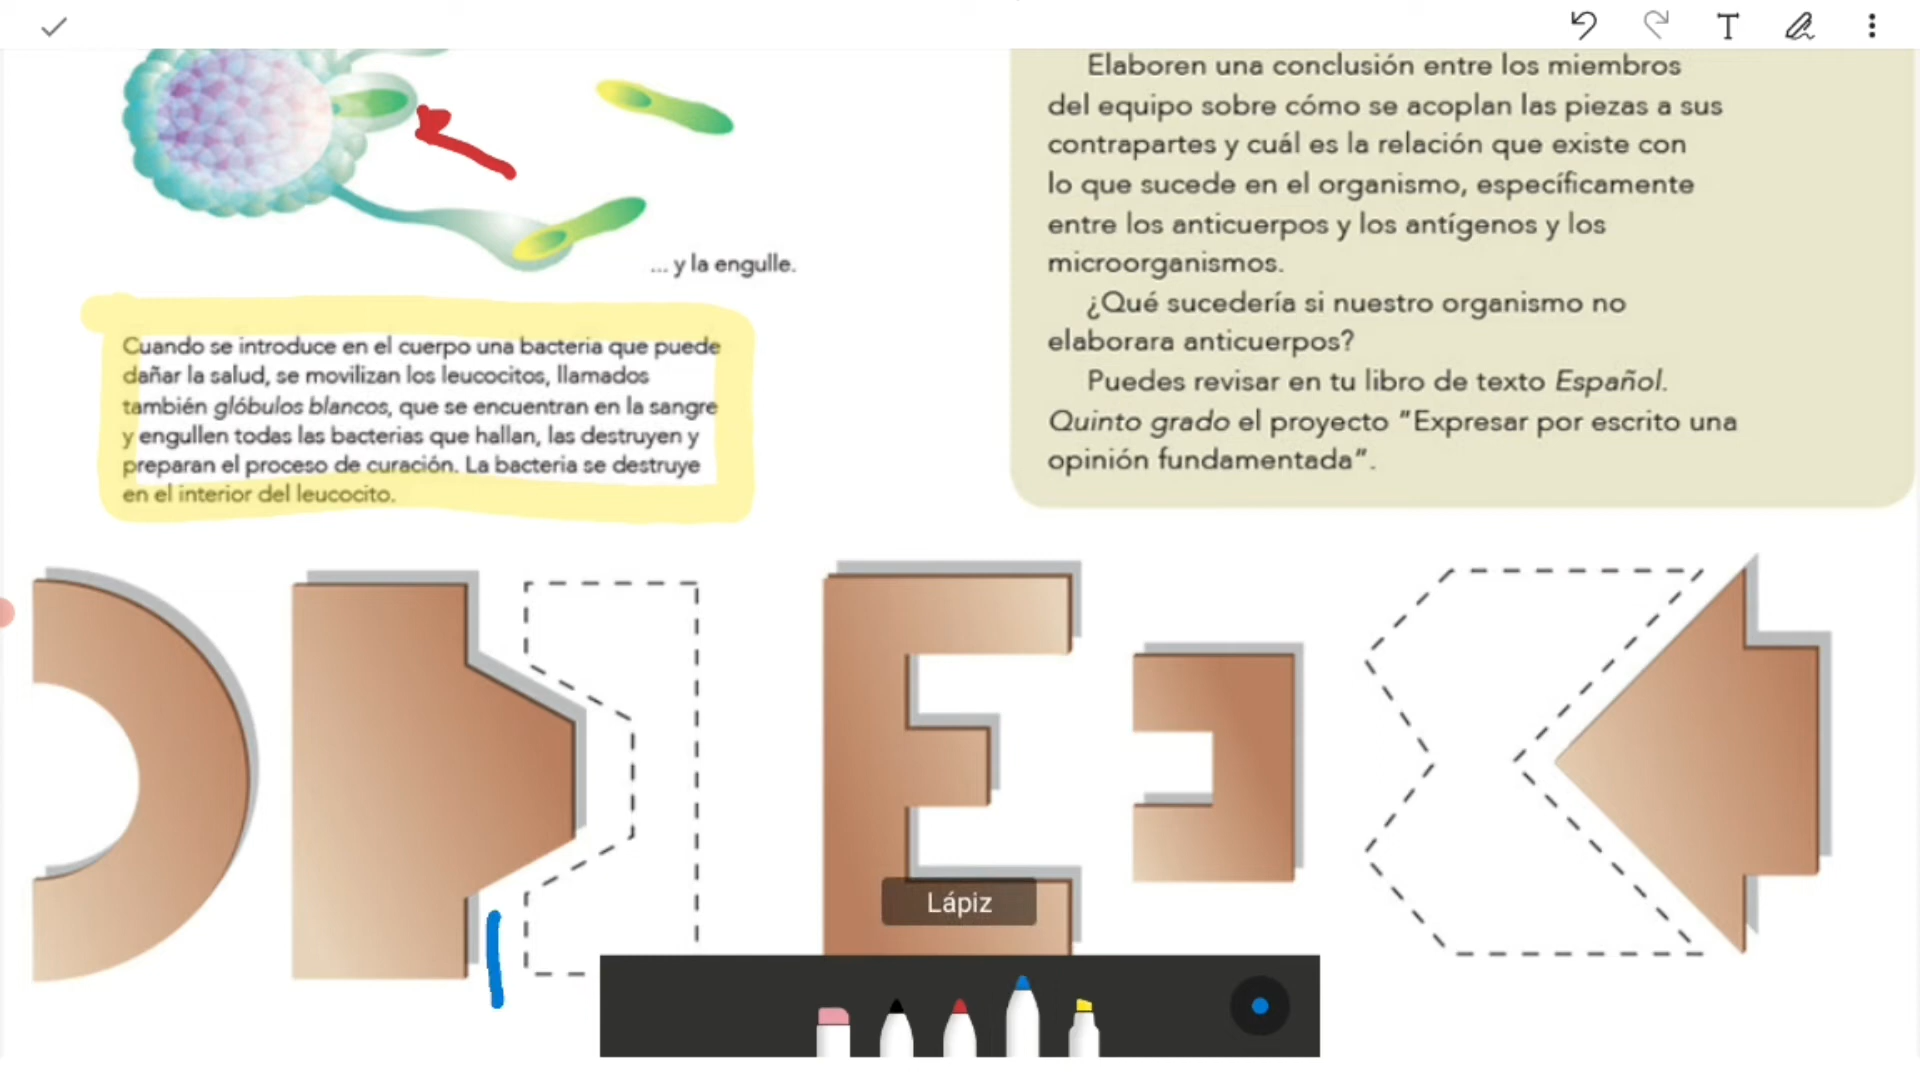 ... y la engulle.
Cuando se introduce en el cuerpo una bacteria que puede
dañar la salud, se movilizan los leucocitos, llamados
también glóbulos blancos, que se encuentran en la sangre
y engullen todas las bacterias que hallan, las destruyen y
preparan el proceso de curación. La bacteria se destruye
en el interior del leucocito.
Elaboren una conclusión entre los miembros
del equipo sobre cómo se acoplan las piezas a sus
contrapartes y cuál es la relación que existe con
lo que sucede en el organismo, específicamente
entre los anticuerpos y los antígenos y los
microorganismos.
¿Qué sucedería si nuestro organismo no
elaborara anticuerpos?
Puedes revisar en tu libro de texto Español.
Quinto grado el proyecto "Expresar por escrito una
opinión fundamentada".
Lápiz